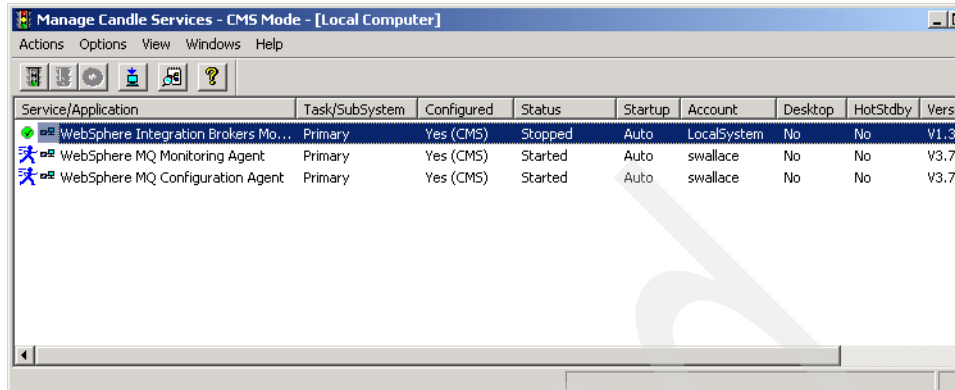 Manage Candle Services - CMS Mode - [Local Computer]
Actions Options View Windows Help
Service/Application Task/SubSystem Configured Status Startup Account Desktop HotStdby Vers
WebSphere Integration Brokers Mo... Primary Yes (CMS) Stopped Auto LocalSystem No No V1.3
WebSphere MQ Monitoring Agent Primary Yes (CMS) Started Auto swallace No No V3.7
WebSphere MQ Configuration Agent Primary Yes (CMS) Started Auto swallace No No V3.7